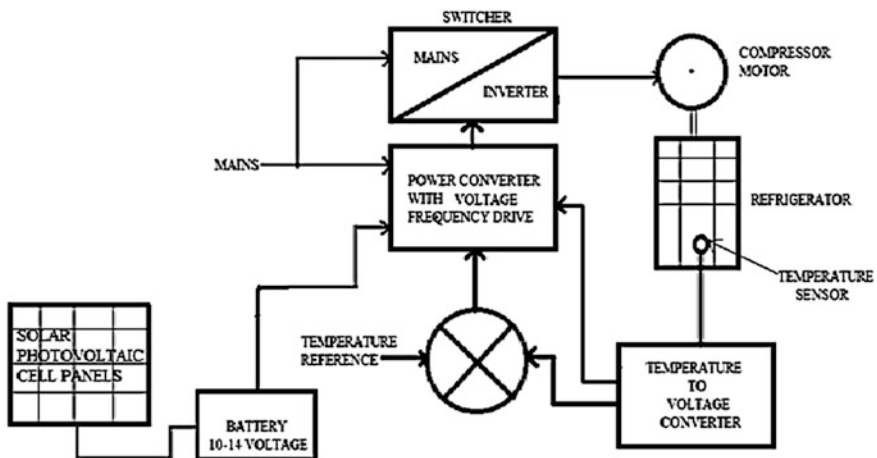 SWITCHER
MAINS
INVERTER
COMPRESSOR
MOTOR
MAINS
POWER CONVERTER
WITH VOLTAGE
FREQUENCY DRIVE
REFRIGERATOR
TEMPERATURE
SENSOR
SOLAR
PHOTOVOLTAIC
CELL PANELS
TEMPERATURE
REFERENCE
TEMPERATURE
TO
VOLTAGE
CONVERTER
BATTERY
10-14 VOLTAGE